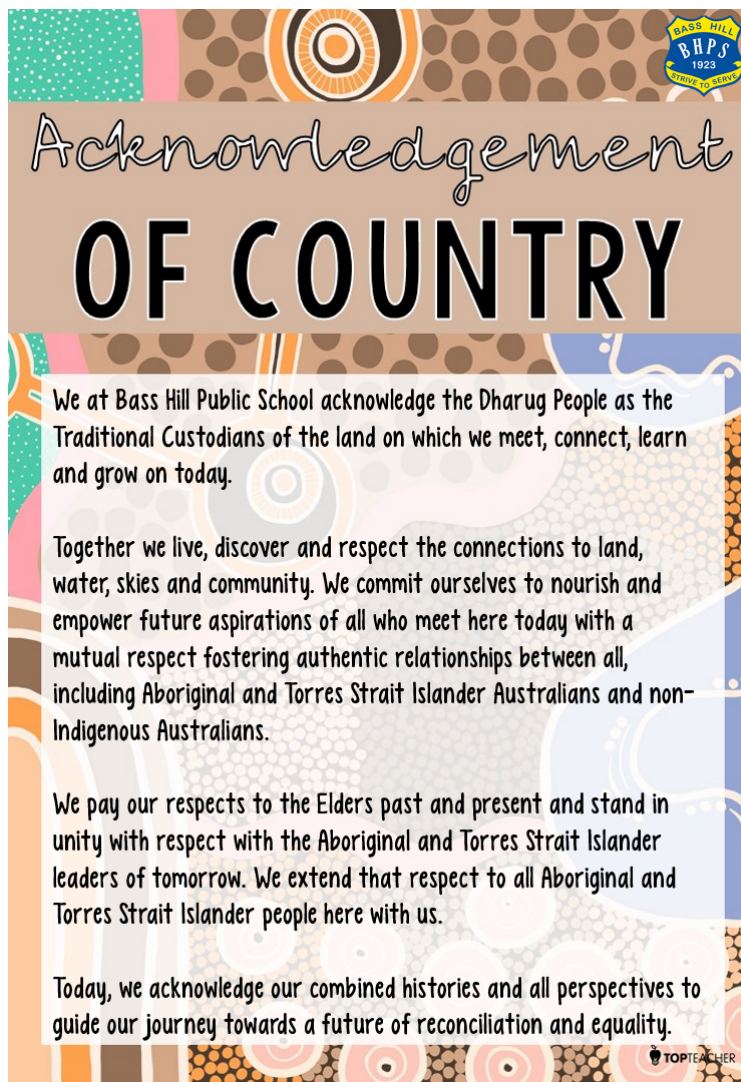 BASS HILL
BHPS
1923
STRIVE TO SERVE
Acknowledgement
OF COUNTRY
We at Bass Hill Public School acknowledge the Dharug People as the
Traditional Custodians of the land on which we meet, connect, learn
and grow on today.
Together we live, discover and respect the connections to land,
water, skies and community. We commit ourselves to nourish and
empower future aspirations of all who meet here today with a
mutual respect fostering authentic relationships between all,
including Aboriginal and Torres Strait Islander Australians and non-
Indigenous Australians.
We pay our respects to the Elders past and present and stand in
unity with respect with the Aboriginal and Torres Strait Islander
leaders of tomorrow. We extend that respect to all Aboriginal and
Torres Strait Islander people here with us.
Today, we acknowledge our combined histories and all perspectives to
guide our journey towards a future of reconciliation and equality.
TOPTEACHER